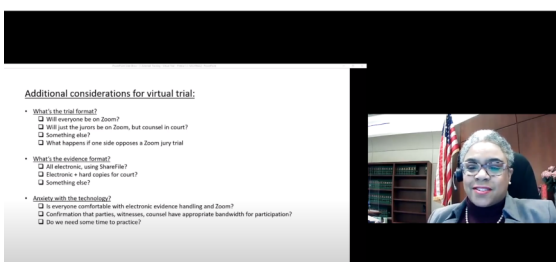 Additional considerations for virtual trial:
• What's the trial format?
❑ Will everyone be on Zoom?
❑ Will just the jurors be on Zoom, but counsel in court?
❑ Something else?
❑ What happens if one side opposes a Zoom jury trial
• What's the evidence format?
❑ All electronic, using ShareFile?
❑ Electronic + hard copies for court?
❑ Something else?
• Anxiety with the technology?
❑ Is everyone comfortable with electronic evidence handling and Zoom?
❑ Confirmation that parties, witnesses, counsel have appropriate bandwidth for participation?
❑ Do we need some time to practice?